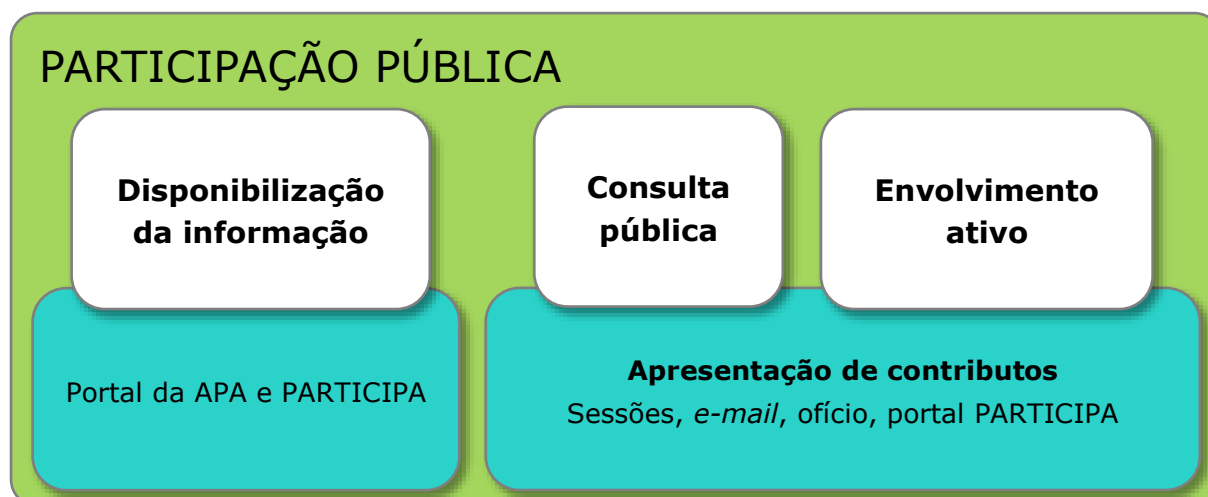 PARTICIPAÇÃO PÚBLICA
Disponibilização
da informação
Portal da APA e PARTICIPA
Consulta
pública
Envolvimento
ativo
Apresentação de contributos
Sessões, e-mail, ofício, portal PARTICIPA